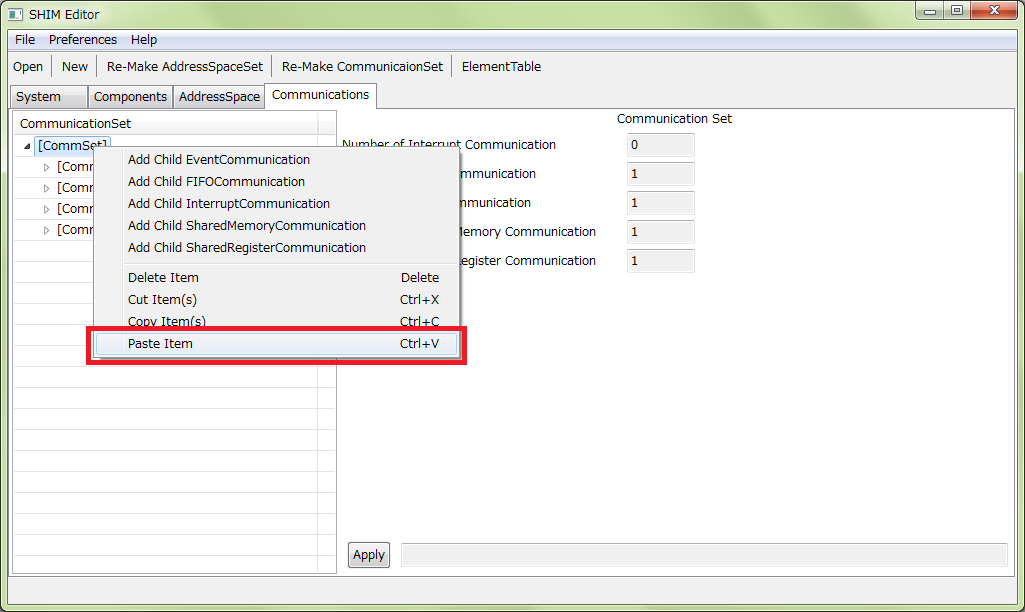 SHIM Editor
File Preferences Help
Open New Re-Make AddressSpaceSet Re-Make CommunicaionSet ElementTable
System Components AddressSpace Communications
CommunicationSet
Communication Set
[CommSet]
Number of Interrupt Communication 0
[Comm
mmunication 1
[Comm
mmunication 1
[Comm
Memory Communication 1
[Comm
egister Communication 1
Add Child EventCommunication
Add Child FIFOCommunication
Add Child InterruptCommunication
Add Child SharedMemoryCommunication
Add Child SharedRegisterCommunication
Delete Item Delete
Cut Item(s) Ctrl+X
Copy Item(s) Ctrl+C
Paste Item Ctrl+V
Apply